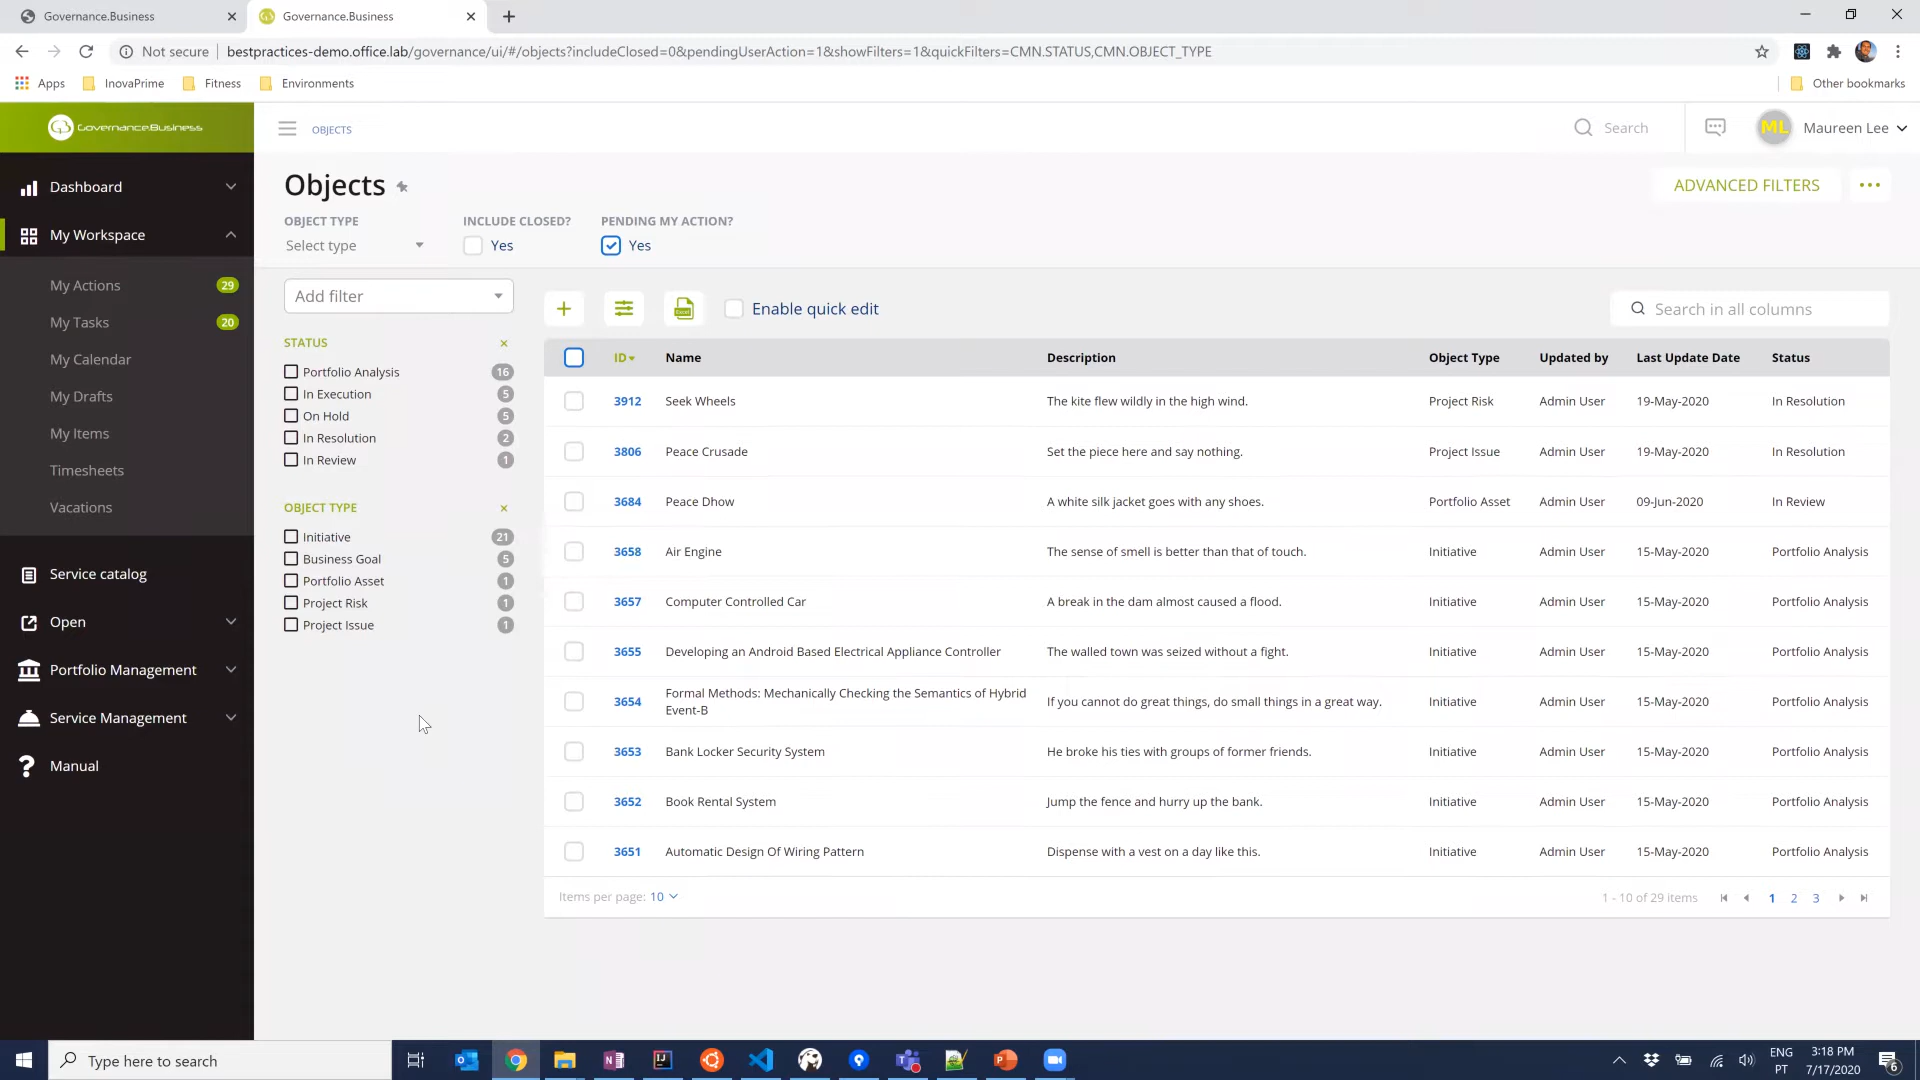 Governance.Business
Governance.Business
Not secure
bestpractices-demo.office.lab/governance/ui/#/objects?includeClosed=0&pendingUserAction=1&showFilters=1&quickFilters=CMN.STATUS,CMN.OBJECT_TYPE
Apps
InovaPrime
Fitness
Environments
Other bookmarks
Governance.Business
OBJECTS
Search
ML
Maureen Lee
Dashboard
My Workspace
My Actions 29
My Tasks 20
My Calendar
My Drafts
My Items
Timesheets
Vacations
Service catalog
Open
Portfolio Management
Service Management
Manual
Objects
ADVANCED FILTERS
OBJECT TYPE
Select type
INCLUDE CLOSED?
Yes
PENDING MY ACTION?
Yes
Add filter
STATUS
Portfolio Analysis 16
In Execution 5
On Hold 5
In Resolution 2
In Review 1
OBJECT TYPE
Initiative 21
Business Goal 5
Portfolio Asset 1
Project Risk 1
Project Issue 1
Excel
Enable quick edit
Search in all columns
ID Name Description Object Type Updated by Last Update Date Status
3912 Seek Wheels The kite flew wildly in the high wind. Project Risk Admin User 19-May-2020 In Resolution
3806 Peace Crusade Set the piece here and say nothing. Project Issue Admin User 19-May-2020 In Resolution
3684 Peace Dhow A white silk jacket goes with any shoes. Portfolio Asset Admin User 09-Jun-2020 In Review
3658 Air Engine The sense of smell is better than that of touch. Initiative Admin User 15-May-2020 Portfolio Analysis
3657 Computer Controlled Car A break in the dam almost caused a flood. Initiative Admin User 15-May-2020 Portfolio Analysis
3655 Developing an Android Based Electrical Appliance Controller The walled town was seized without a fight. Initiative Admin User 15-May-2020 Portfolio Analysis
3654 Formal Methods: Mechanically Checking the Semantics of Hybrid
Event-B If you cannot do great things, do small things in a great way. Initiative Admin User 15-May-2020 Portfolio Analysis
3653 Bank Locker Security System He broke his ties with groups of former friends. Initiative Admin User 15-May-2020 Portfolio Analysis
3652 Book Rental System Jump the fence and hurry up the bank. Initiative Admin User 15-May-2020 Portfolio Analysis
3651 Automatic Design Of Wiring Pattern Dispense with a vest on a day like this. Initiative Admin User 15-May-2020 Portfolio Analysis
Items per page: 10
1 - 10 of 29 items
1 2 3
Type here to search
ENG
PT
3:18 PM
7/17/2020
6